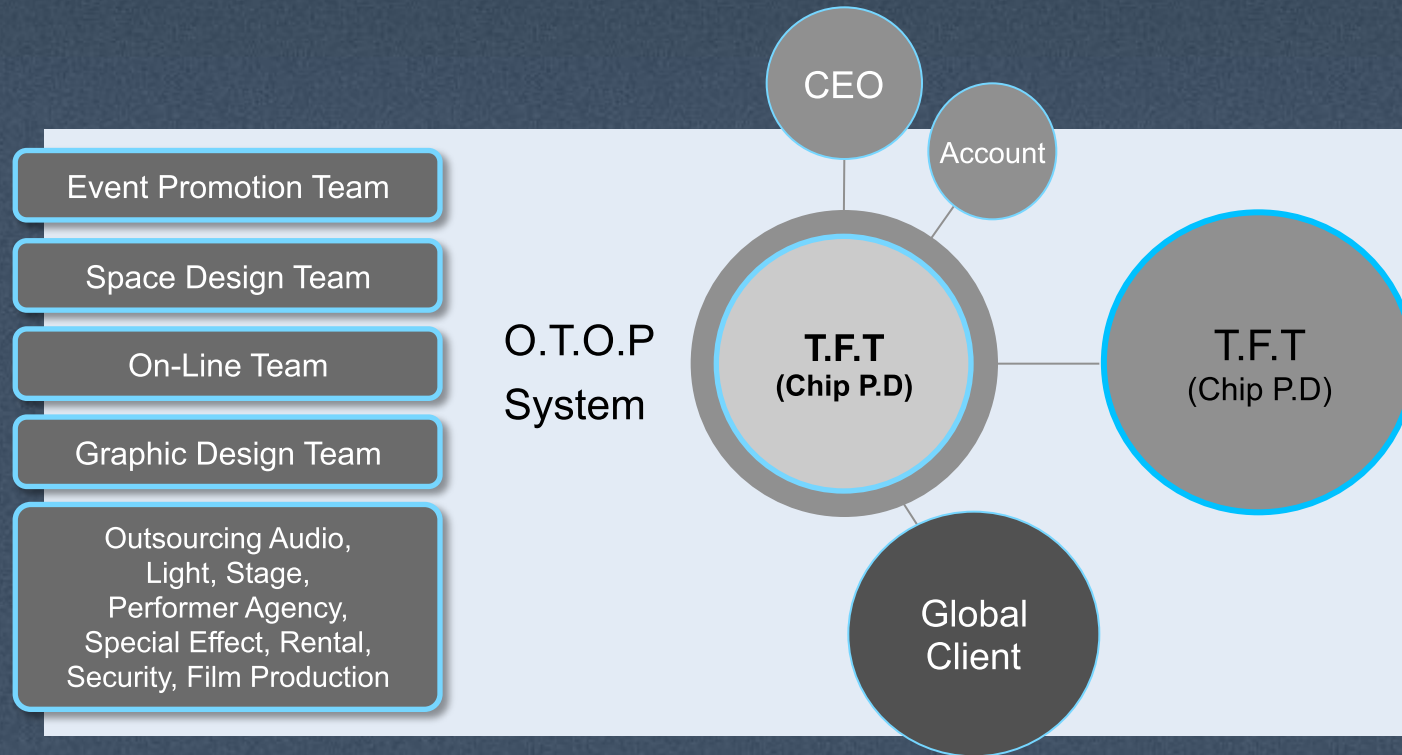 CEO
Account
Event Promotion Team
Space Design Team
On-Line Team
Graphic Design Team
Outsourcing Audio,
Light, Stage,
Performer Agency,
Special Effect, Rental,
Security, Film Production
O.T.O.P
System
T.F.T
(Chip P.D)
T.F.T
(Chip P.D)
Global
Client